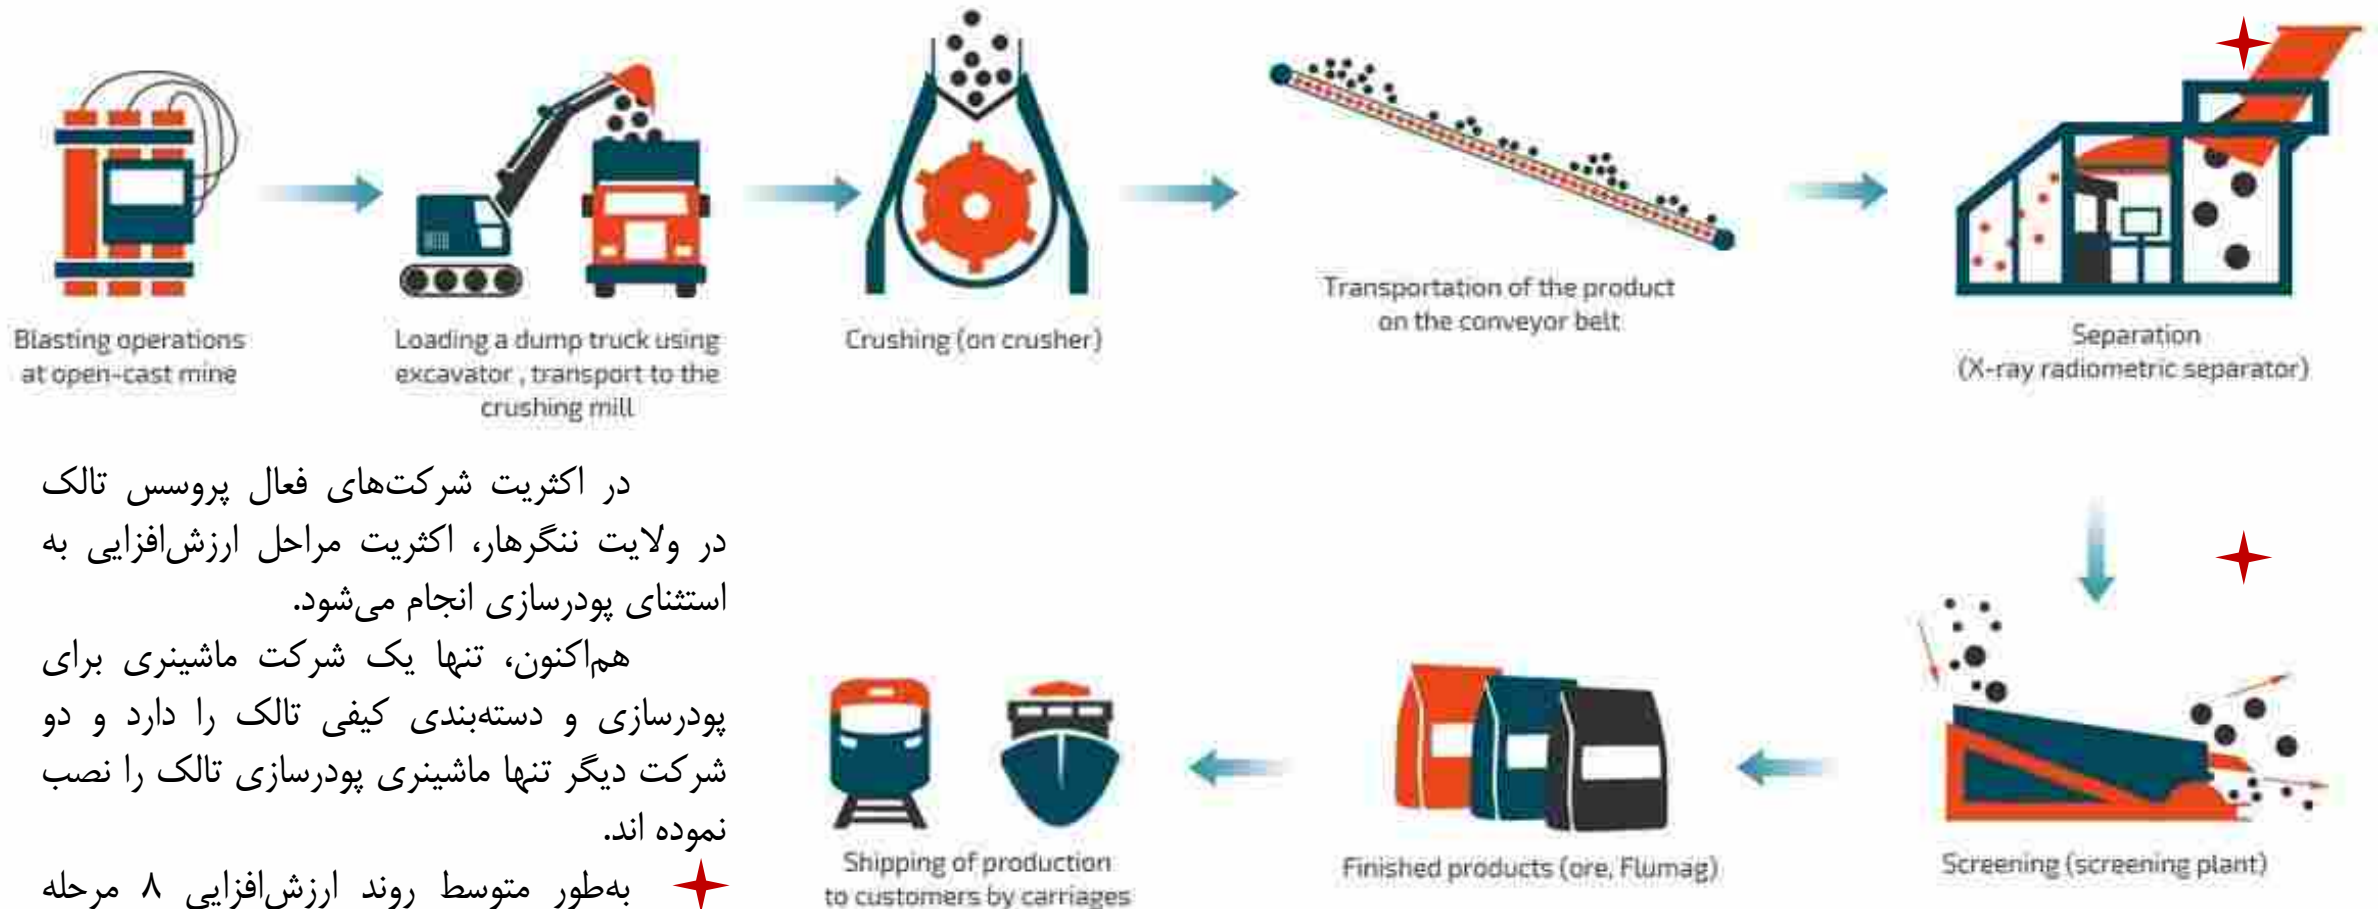 Blasting operations
at open-cast mine
Loading a dump truck using
excavator , transport to the
crushing mill
Crushing (on crusher)
Transportation of the product
on the conveyor belt
Separation
(X-ray radiometric separator)
در اکثریت شرکت‌های فعال پروسس تالک
در ولایت ننگرهار، اکثریت مراحل ارزش‌افزایی به
استثنای پودرسازی انجام می‌شود.
هم‌اکنون، تنها یک شرکت ماشینری برای
پودرسازی و دسته‌بندی کیفی تالک را دارد و دو
شرکت دیگر تنها ماشینری پودرسازی تالک را نصب
نموده اند.
به‌طور متوسط روند ارزش‌افزایی ۸ مرحله
Screening (screening plant)
Finished products (ore, Flumag)
Shipping of production
to customers by carriages